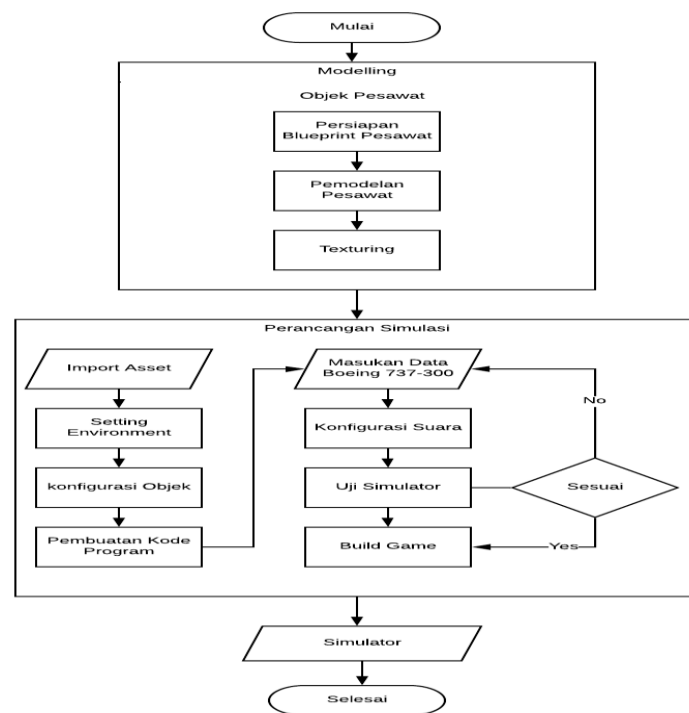 Mulai
Modelling
Objek Pesawat
Persiapan
Blueprint Pesawat
Pemodelan
Pesawat
Texturing
Perancangan Simulasi
Import Asset
Setting
Environment
konfigurasi Objek
Pembuatan Kode
Program
Masukan Data
Boeing 737-300
Konfigurasi Suara
Uji Simulator
Build Game
No
Sesuai
Yes
Simulator
Selesai